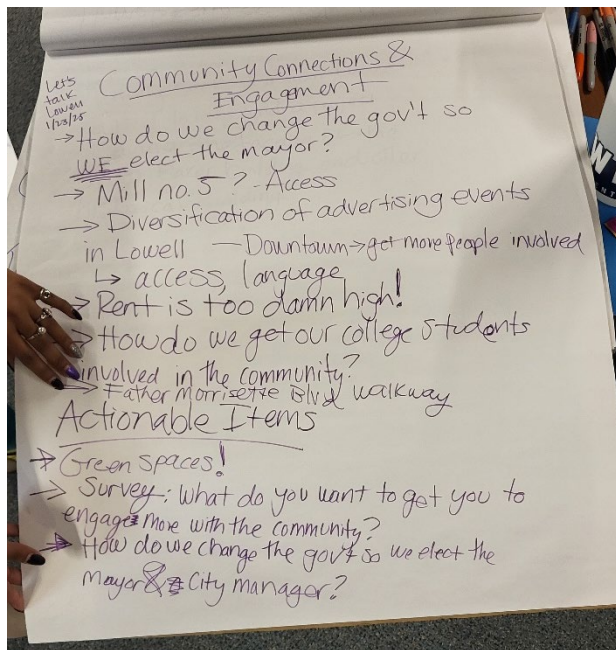 Let's
talk
Lowell
1/23/25
Community Connections &
Engagement
→ How do we change the gov't so
WE elect the mayor?
→ Mill no. 5? - Access
→ Diversification of advertising events
in Lowell — Downtown → get more people involved
↳ access, language
→ Rent is too damn high!
→ How do we get our college students
involved in the community?
→ Father Morrisette Blvd walkway
Actionable Items
→ Green spaces!
→ Survey: What do you want to get you to
engage more with the community?
→ How do we change the gov't so we elect the
Mayor & City manager?